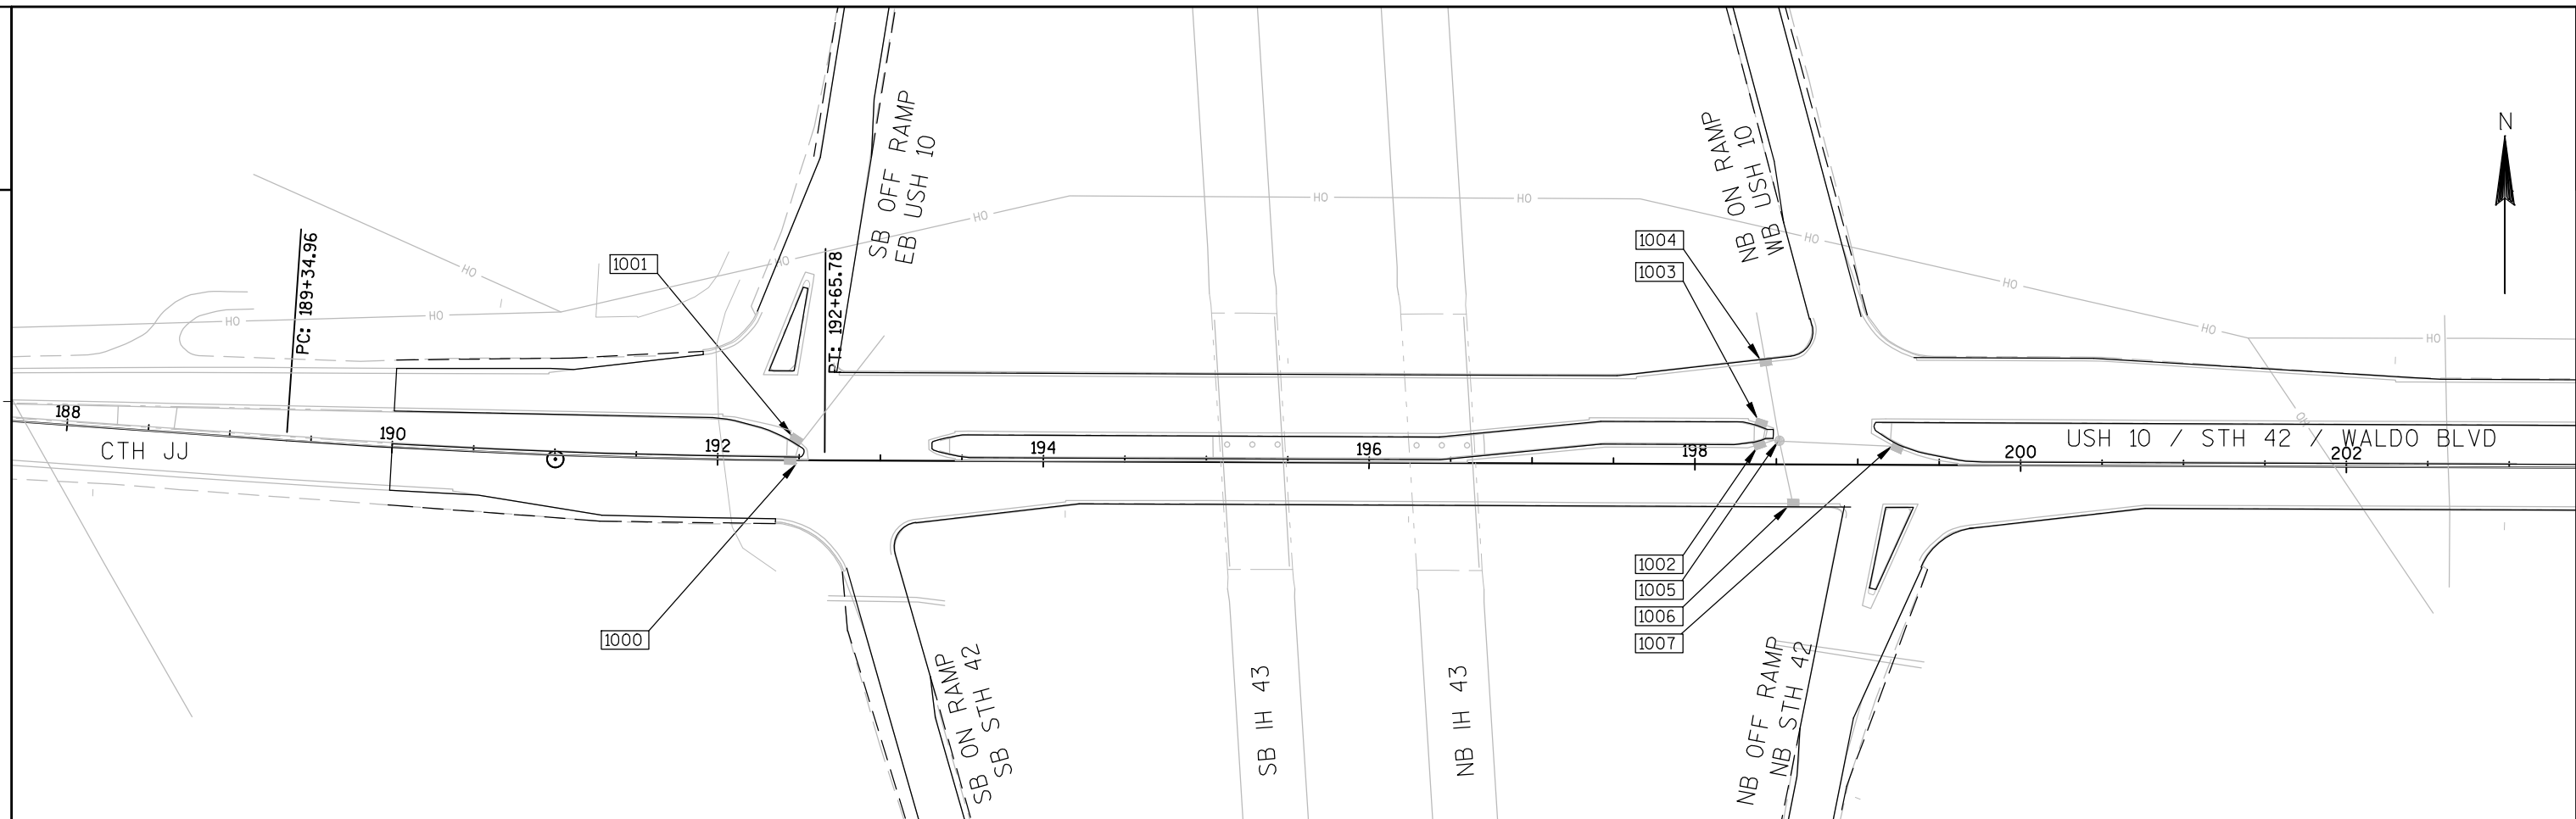 N
SB OFF RAMP
EB USH 10
NB ON RAMP
WB USH 10
HO
HO
HO
HO
HO
HO
HO
HO
HO
HO
HO
HO
PC: 189+34.96
PT: 192+65.78
1001
1004
1003
188
190
192
194
196
198
200
202
CTH JJ
USH 10 / STH 42 / WALDO BLVD
1002
1005
1006
1007
1000
SB ON RAMP
SB STH 42
SB IH 43
NB IH 43
NB OFF RAMP
NB STH 42